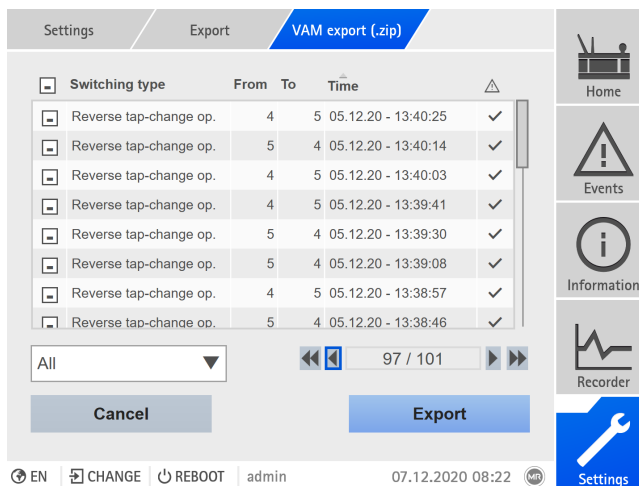 Settings Export VAM export (.zip)
Switching type From To Time
Reverse tap-change op. 4 5 05.12.20 - 13:40:25
Reverse tap-change op. 5 4 05.12.20 - 13:40:14
Reverse tap-change op. 4 5 05.12.20 - 13:40:03
Reverse tap-change op. 4 5 05.12.20 - 13:39:41
Reverse tap-change op. 5 4 05.12.20 - 13:39:30
Reverse tap-change op. 5 4 05.12.20 - 13:39:08
Reverse tap-change op. 4 5 05.12.20 - 13:38:57
Reverse tap-change op. 5 4 05.12.20 - 13:38:46
All 97 / 101
Cancel Export
EN CHANGE REBOOT admin 07.12.2020 08:22 MR
Home
Events
Information
Recorder
Settings